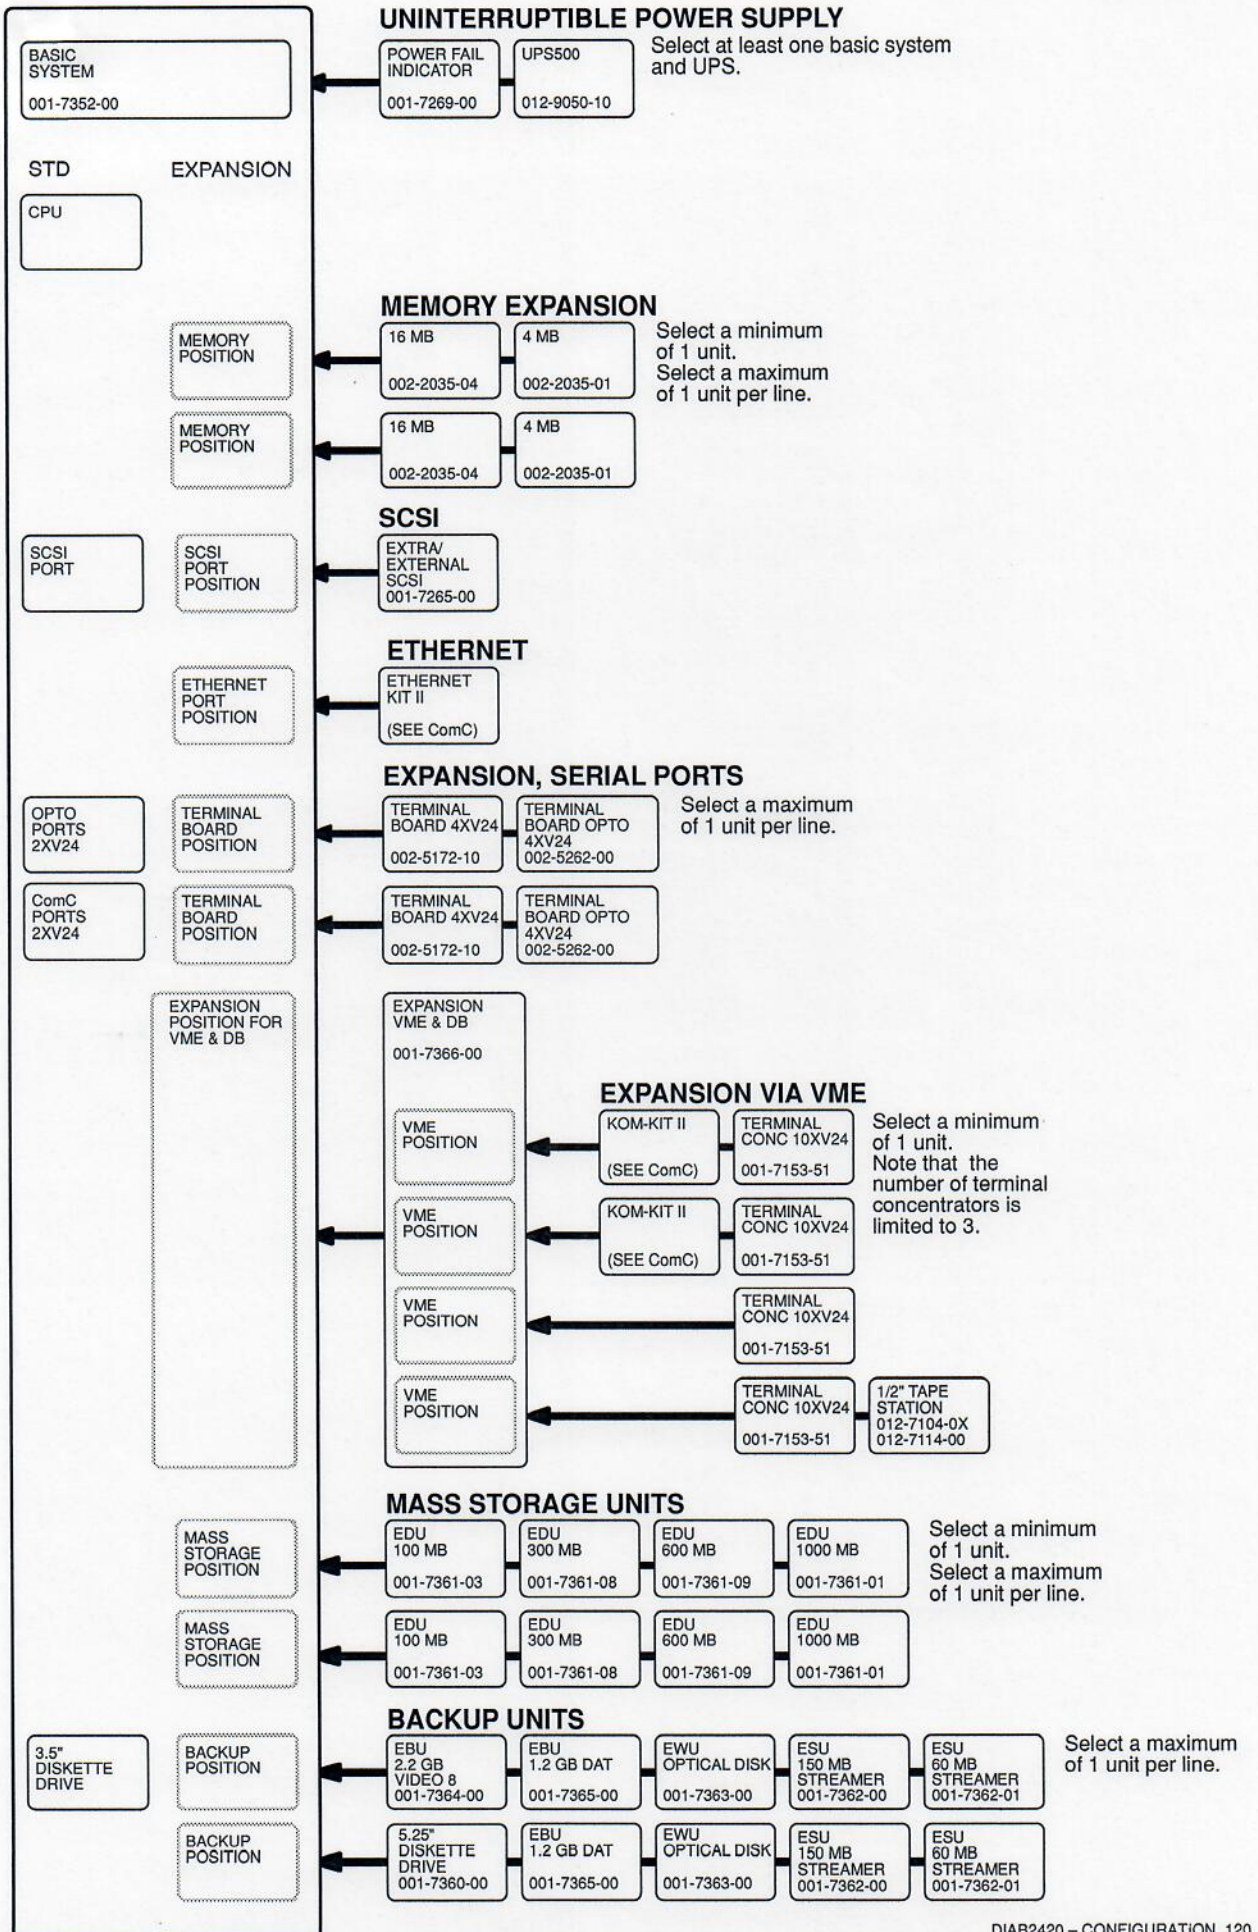 UNINTERRUPTIBLE POWER SUPPLY
BASIC
SYSTEM
001-7352-00
POWER FAIL
INDICATOR
001-7269-00
UPS500
012-9050-10
Select at least one basic system
and UPS.
STD
EXPANSION
CPU
MEMORY EXPANSION
MEMORY
POSITION
16 MB
002-2035-04
4 MB
002-2035-01
Select a minimum
of 1 unit.
Select a maximum
of 1 unit per line.
MEMORY
POSITION
16 MB
002-2035-04
4 MB
002-2035-01
SCSI
SCSI
PORT
SCSI
PORT
POSITION
EXTRA/
EXTERNAL
SCSI
001-7265-00
ETHERNET
ETHERNET
PORT
POSITION
ETHERNET
KIT II
(SEE ComC)
EXPANSION, SERIAL PORTS
OPTO
PORTS
2XV24
TERMINAL
BOARD
POSITION
TERMINAL
BOARD 4XV24
002-5172-10
TERMINAL
BOARD OPTO
4XV24
002-5262-00
Select a maximum
of 1 unit per line.
ComC
PORTS
2XV24
TERMINAL
BOARD
POSITION
TERMINAL
BOARD 4XV24
002-5172-10
TERMINAL
BOARD OPTO
4XV24
002-5262-00
EXPANSION
POSITION FOR
VME & DB
EXPANSION
VME & DB
001-7366-00
EXPANSION VIA VME
VME
POSITION
KOM-KIT II
(SEE ComC)
TERMINAL
CONC 10XV24
001-7153-51
Select a minimum
of 1 unit.
Note that the
number of terminal
concentrators is
limited to 3.
VME
POSITION
KOM-KIT II
(SEE ComC)
TERMINAL
CONC 10XV24
001-7153-51
VME
POSITION
TERMINAL
CONC 10XV24
001-7153-51
VME
POSITION
TERMINAL
CONC 10XV24
001-7153-51
1/2" TAPE
STATION
012-7104-0X
012-7114-00
MASS STORAGE UNITS
MASS
STORAGE
POSITION
EDU
100 MB
001-7361-03
EDU
300 MB
001-7361-08
EDU
600 MB
001-7361-09
EDU
1000 MB
001-7361-01
Select a minimum
of 1 unit.
Select a maximum
of 1 unit per line.
MASS
STORAGE
POSITION
EDU
100 MB
001-7361-03
EDU
300 MB
001-7361-08
EDU
600 MB
001-7361-09
EDU
1000 MB
001-7361-01
BACKUP UNITS
3.5"
DISKETTE
DRIVE
BACKUP
POSITION
EBU
2.2 GB
VIDEO 8
001-7364-00
EBU
1.2 GB DAT
001-7365-00
EWU
OPTICAL DISK
001-7363-00
ESU
150 MB
STREAMER
001-7362-00
ESU
60 MB
STREAMER
001-7362-01
Select a maximum
of 1 unit per line.
BACKUP
POSITION
5.25"
DISKETTE
DRIVE
001-7360-00
EBU
1.2 GB DAT
001-7365-00
EWU
OPTICAL DISK
001-7363-00
ESU
150 MB
STREAMER
001-7362-00
ESU
60 MB
STREAMER
001-7362-01
DIAB2420 – CONFIGURATION 120